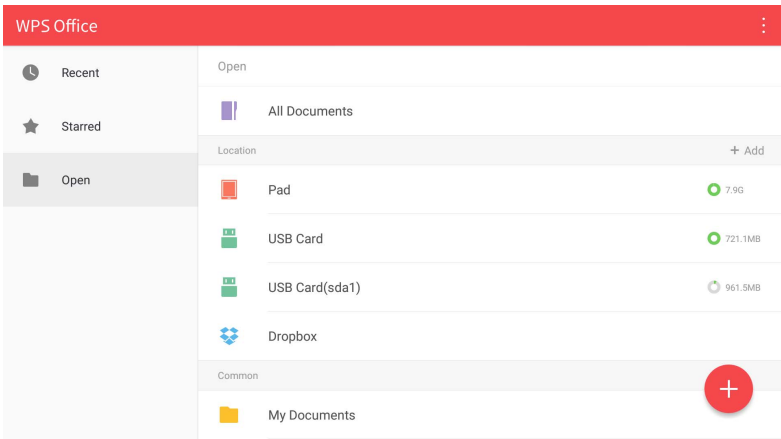 WPS Office
Recent
Starred
Open
Open
All Documents
Location + Add
Pad 7.9G
USB Card 721.1MB
USB Card(sda1) 961.5MB
Dropbox
Common
My Documents